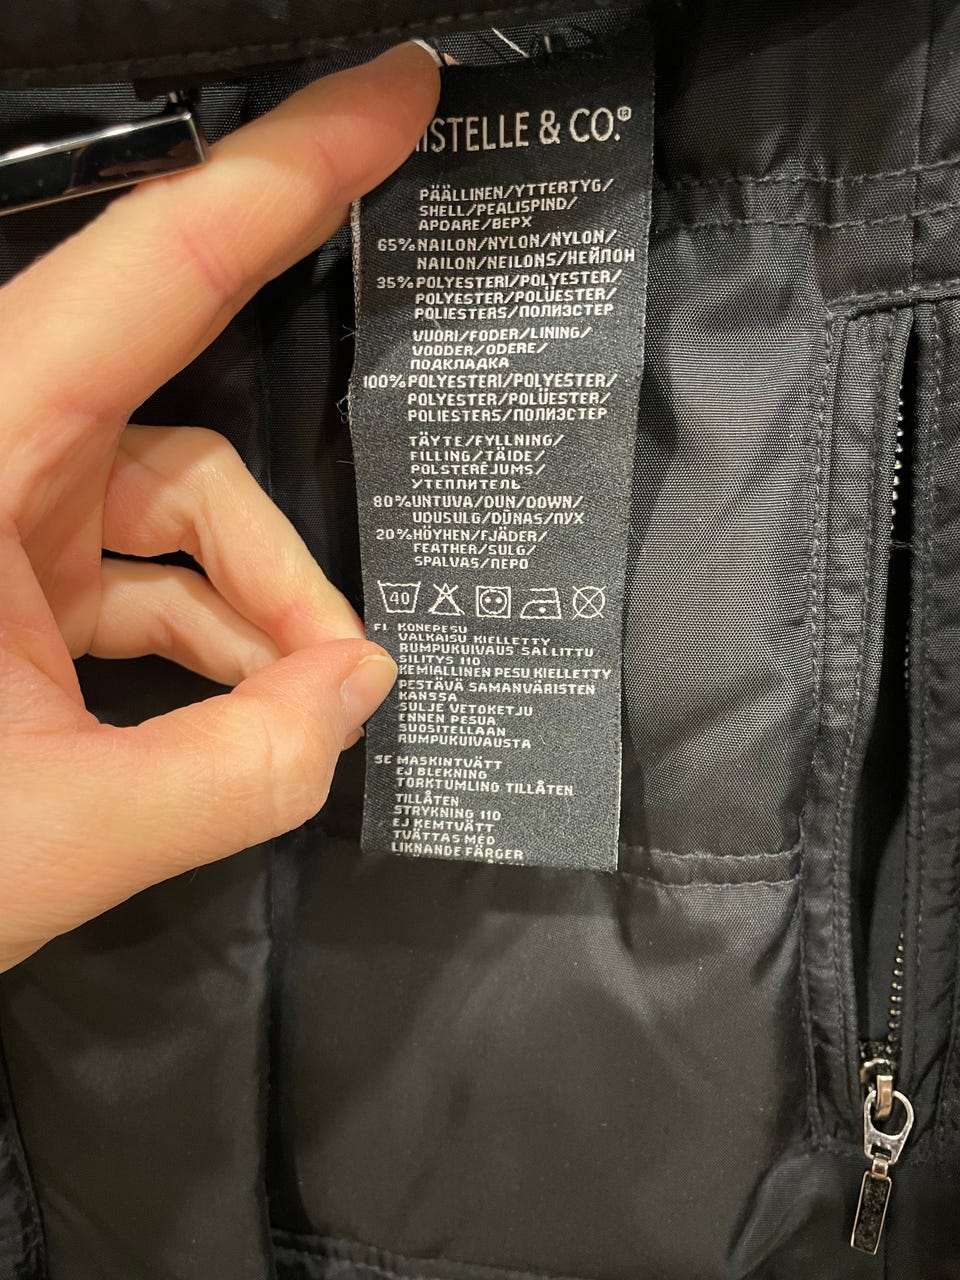 ISTELLE & CO.®
PÄÄLLINEN/YTTERTYG/
SHELL/PEALISPIND/
APDARE/ВЕРХ
65% NAILON/NYLON/NYLON/
NAILON/NEILONS/НЕЙЛОН
35% POLYESTERI/POLYESTER/
POLYESTER/POLÜESTER/
POLIESTERS/ПОЛИЭСТЕР
VUORI/FODER/LINING/
VOODER/ODERE/
ПОДКЛАДКА
100% POLYESTERI/POLYESTER/
POLYESTER/POLÜESTER/
POLIESTERS/ПОЛИЭСТЕР
TÄYTE/FYLLNING/
FILLING/TÄIDE/
POLSTERĒJUMS/
УТЕПЛИТЕЛЬ
80% UNTUVA/DUN/DOWN/
UDUSULG/DŪNAS/ПУХ
20% HÖYHEN/FJÄDER/
FEATHER/SULG/
SPALVAS/ПЕРО
40
FI KONEPESU
VALKAISU KIELLETTY
RUMPUKUIVAUS SALLITTU
SILITYS 110
KEMIALLINEN PESU KIELLETTY
PESTÄVÄ SAMANVÄRISTEN
KANSSA
SULJE VETOKETJU
ENNEN PESUA
SUOSITELLAAN
RUMPUKUIVAUSTA
SE MASKINTVÄTT
EJ BLEKNING
TORKTUMLING TILLÅTEN
TILLÅTEN
STRYKNING 110
EJ KEMTVÄTT
TVÄTTAS MED
LIKNANDE FÄRGER